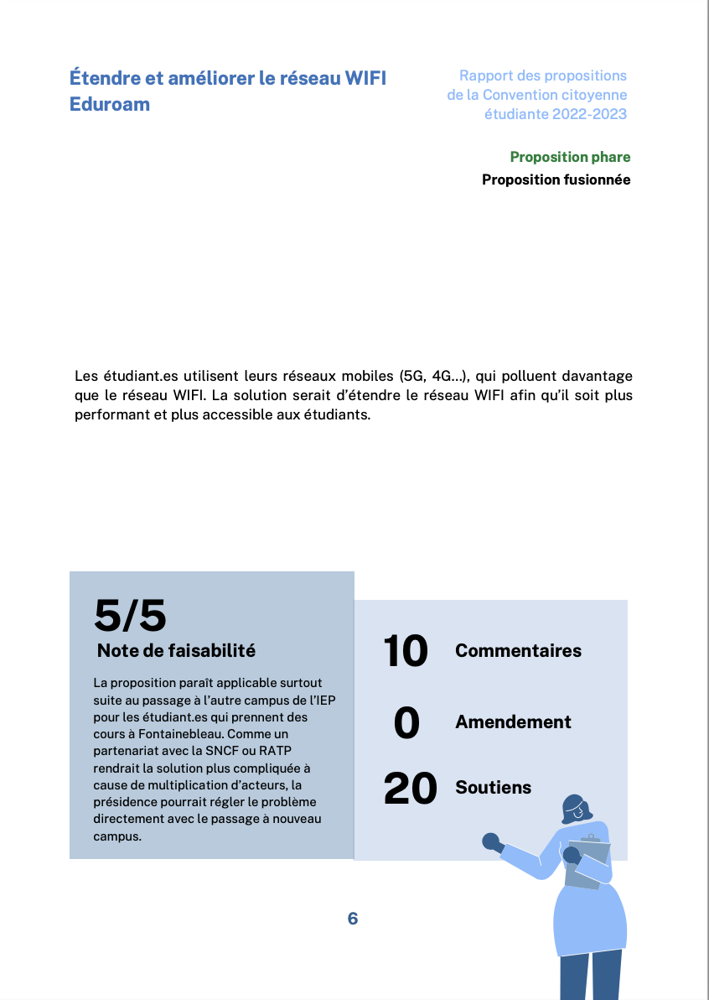 Étendre et améliorer le réseau WIFI
Eduroam
Rapport des propositions
de la Convention citoyenne
étudiante 2022-2023
Proposition phare
Proposition fusionnée
Les étudiant.es utilisent leurs réseaux mobiles (5G, 4G...), qui polluent davantage
que le réseau WIFI. La solution serait d’étendre le réseau WIFI afin qu’il soit plus
performant et plus accessible aux étudiants.
5/5
Note de faisabilité
La proposition paraît applicable surtout
suite au passage à l’autre campus de l’IEP
pour les étudiant.es qui prennent des
cours à Fontainebleau. Comme un
partenariat avec la SNCF ou RATP
rendrait la solution plus compliquée à
cause de multiplication d’acteurs, la
présidence pourrait régler le problème
directement avec le passage à nouveau
campus.
10 Commentaires
0 Amendement
20 Soutiens
6